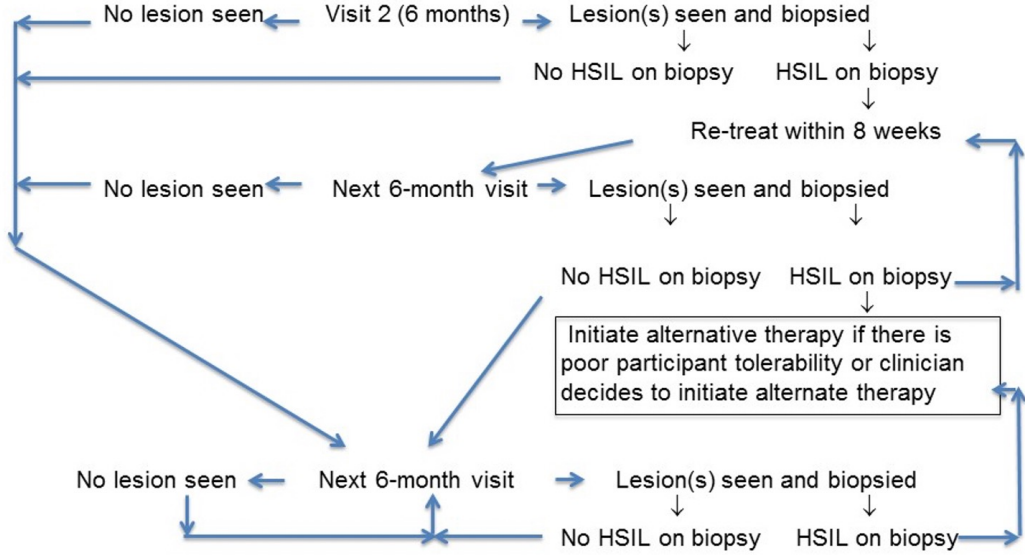 No lesion seen
Visit 2 (6 months)
Lesion(s) seen and biopsied
No HSIL on biopsy
HSIL on biopsy
Re-treat within 8 weeks
No lesion seen
Next 6-month visit
Lesion(s) seen and biopsied
No HSIL on biopsy
HSIL on biopsy
Initiate alternative therapy if there is
poor participant tolerability or clinician
decides to initiate alternate therapy
No lesion seen
Next 6-month visit
Lesion(s) seen and biopsied
No HSIL on biopsy
HSIL on biopsy